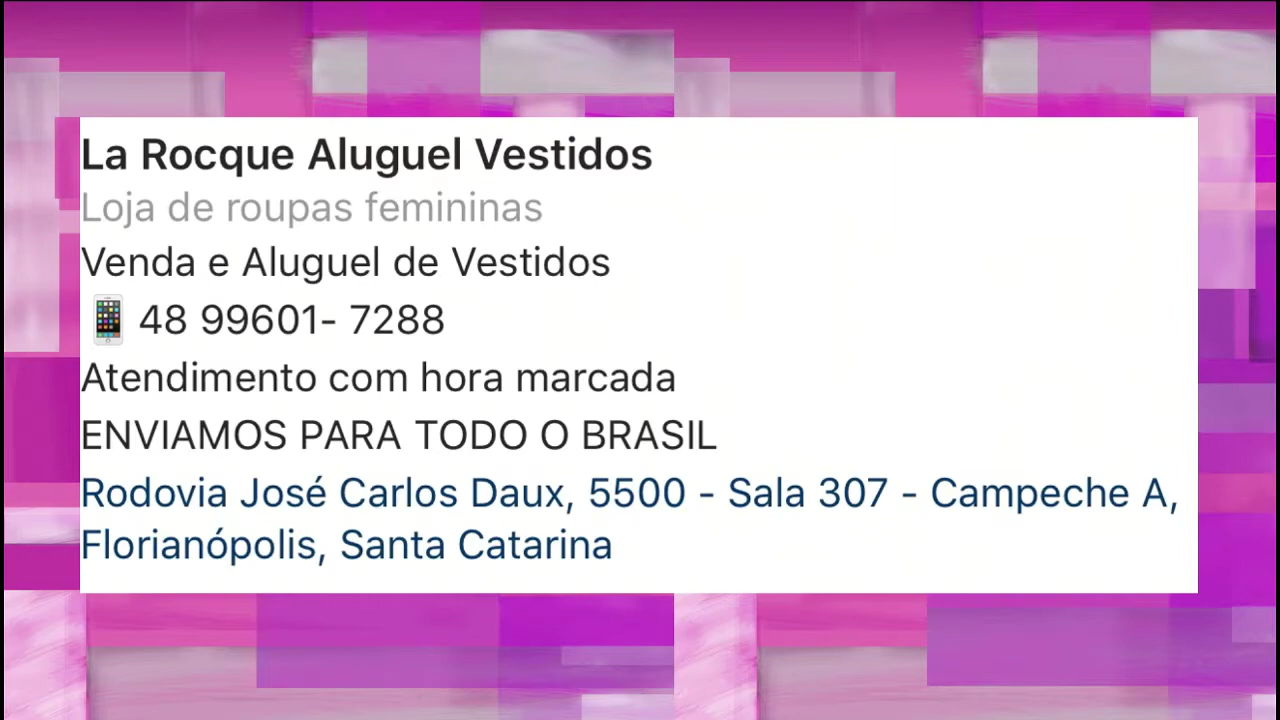 La Rocque Aluguel Vestidos
Loja de roupas femininas
Venda e Aluguel de Vestidos
📱 48 99601- 7288
Atendimento com hora marcada
ENVIAMOS PARA TODO O BRASIL
Rodovia José Carlos Daux, 5500 - Sala 307 - Campeche A,
Florianópolis, Santa Catarina